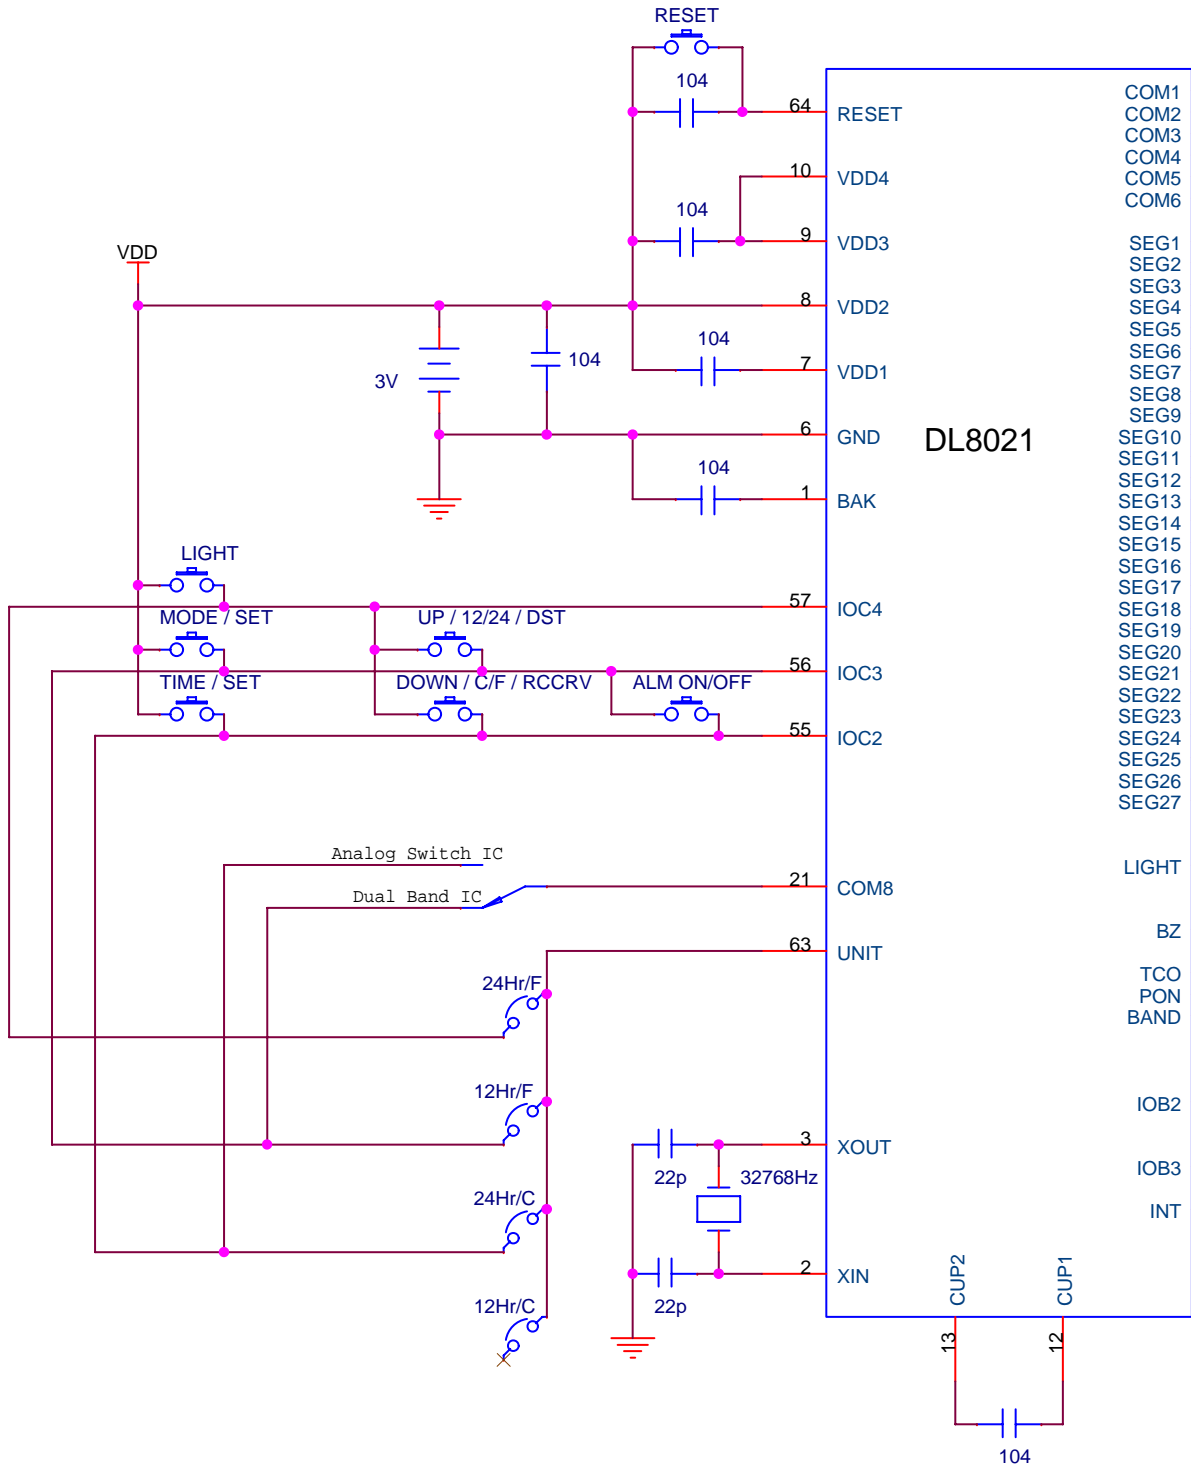 RESET
104
64
RESET
10
VDD4
104
9
VDD3
VDD
8
VDD2
3V
104
104
7
VDD1
6
GND
DL8021
104
1
BAK
LIGHT
57
IOC4
MODE / SET
UP / 12/24 / DST
56
IOC3
TIME / SET
DOWN / C/F / RCCRV
ALM ON/OFF
55
IOC2
Analog Switch IC
Dual Band IC
21
COM8
63
UNIT
24Hr/F
12Hr/F
24Hr/C
12Hr/C
3
XOUT
22p
32768Hz
2
XIN
22p
COM1
COM2
COM3
COM4
COM5
COM6
SEG1
SEG2
SEG3
SEG4
SEG5
SEG6
SEG7
SEG8
SEG9
SEG10
SEG11
SEG12
SEG13
SEG14
SEG15
SEG16
SEG17
SEG18
SEG19
SEG20
SEG21
SEG22
SEG23
SEG24
SEG25
SEG26
SEG27
LIGHT
BZ
TCO
PON
BAND
IOB2
IOB3
INT
CUP2
CUP1
13
12
104